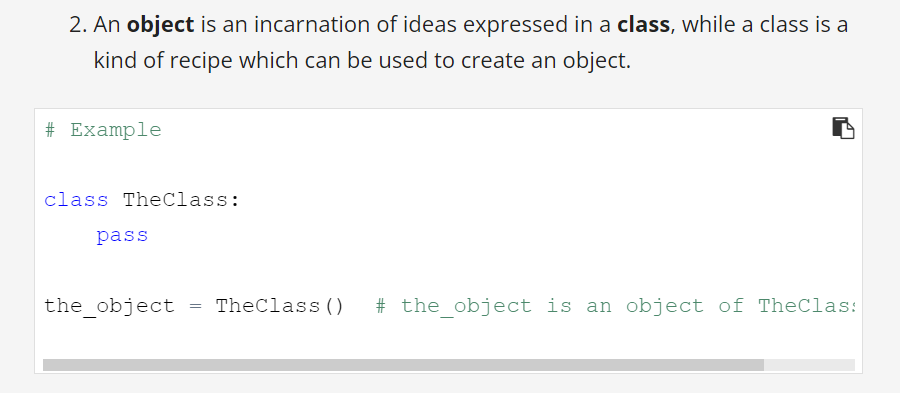 2. An object is an incarnation of ideas expressed in a class, while a class is a
kind of recipe which can be used to create an object.
# Example
class TheClass:
    pass
the_object = TheClass()  # the_object is an object of TheClas